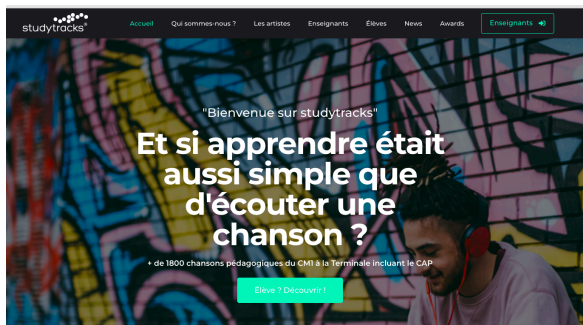 studytracks®
Accueil Qui sommes-nous ? Les artistes Enseignants Élèves News Awards Enseignants
"Bienvenue sur studytracks"
Et si apprendre était
aussi simple que
d'écouter une
chanson ?
+ de 1800 chansons pédagogiques du CM1 à la Terminale incluant le CAP
Élève ? Découvrir !